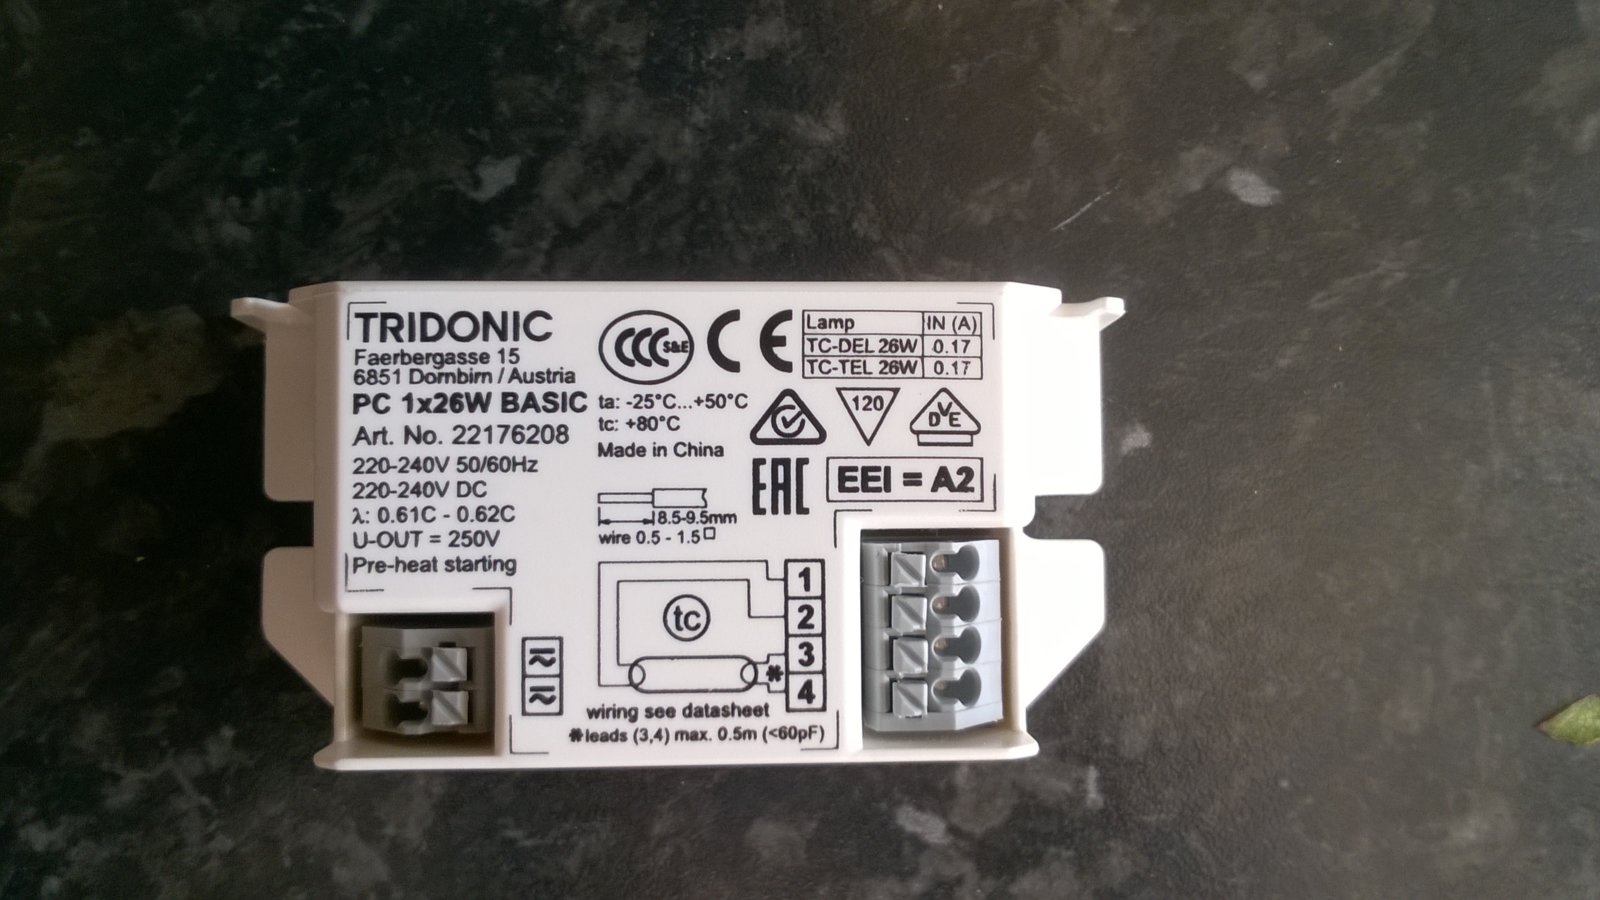 TRIDONIC
Faerbergasse 15
6851 Dornbirn / Austria
PC 1x26W BASIC
Art. No. 22176208
220-240V 50/60Hz
220-240V DC
λ: 0.61C - 0.62C
U-OUT = 250V
Pre-heat starting
CCC S&E
CE
Lamp IN (A)
TC-DEL 26W 0.17
TC-TEL 26W 0.17
ta: -25°C...+50°C
tc: +80°C
Made in China
120
DVE
EAC
EEI = A2
8.5-9.5mm
wire 0.5 - 1.5□
tc
1
2
3
*
4
wiring see datasheet
*leads (3,4) max. 0.5m (<60pF)